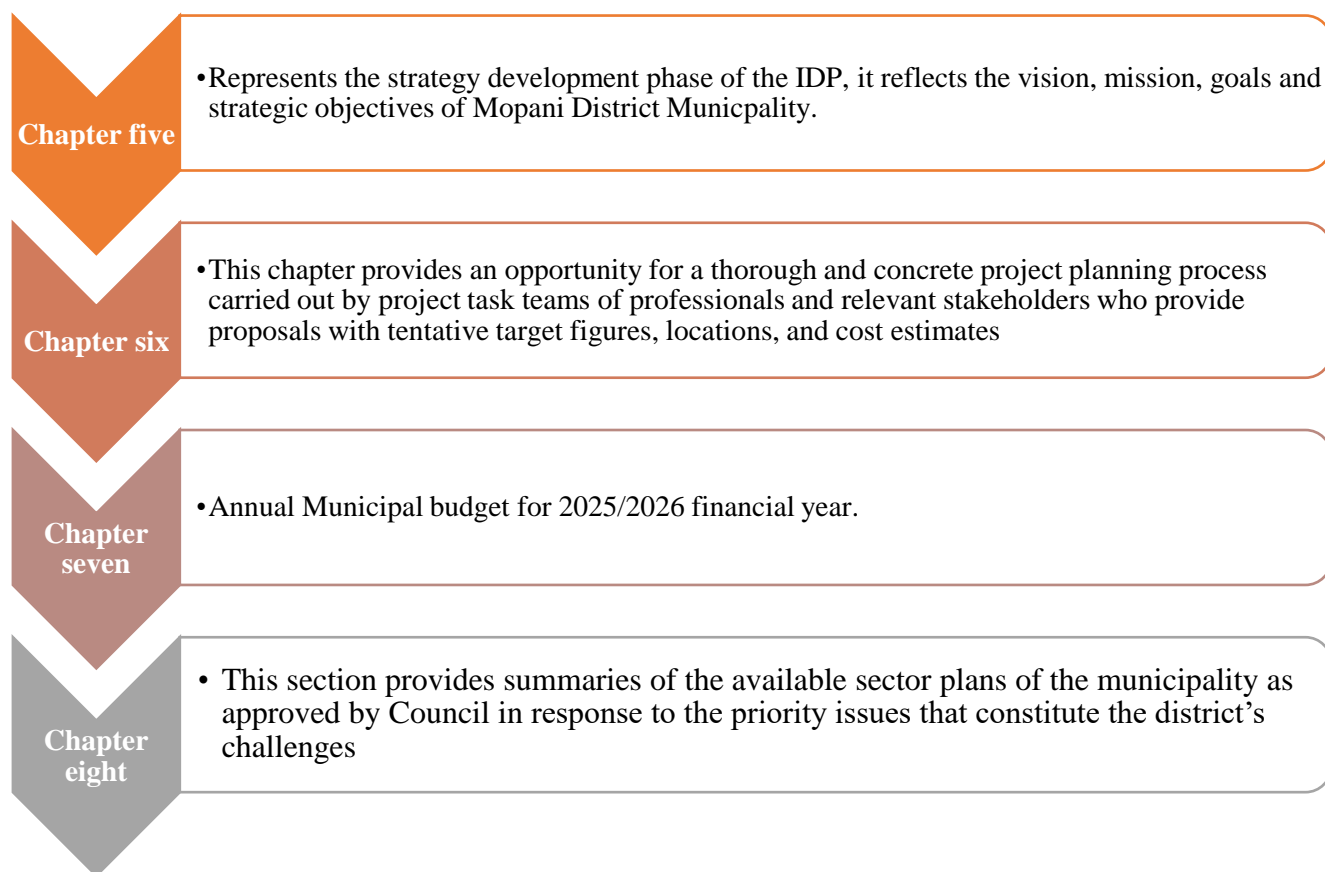 Chapter five
•Represents the strategy development phase of the IDP, it reflects the vision, mission, goals and
strategic objectives of Mopani District Municpality.
Chapter six
•This chapter provides an opportunity for a thorough and concrete project planning process
carried out by project task teams of professionals and relevant stakeholders who provide
proposals with tentative target figures, locations, and cost estimates
Chapter
seven
•Annual Municipal budget for 2025/2026 financial year.
Chapter
eight
• This section provides summaries of the available sector plans of the municipality as
approved by Council in response to the priority issues that constitute the district’s
challenges